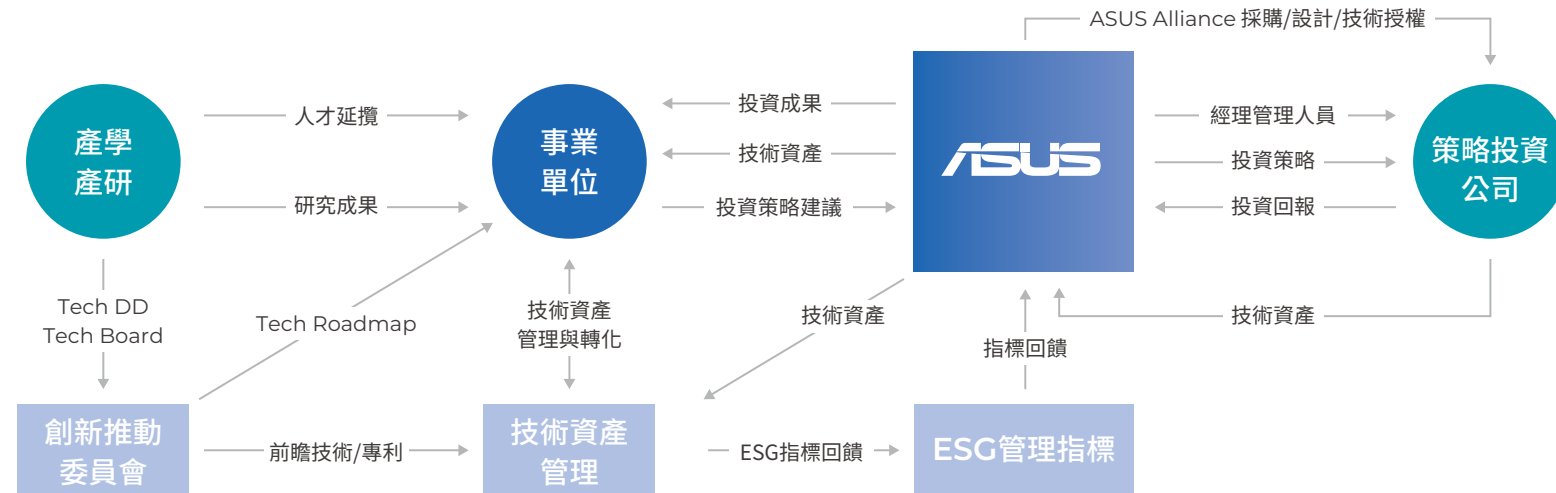 ASUS Alliance 採購/設計/技術授權
產學
產研
人才延攬
研究成果
事業
單位
投資成果
技術資產
投資策略建議
ASUS
經理管理人員
投資策略
投資回報
策略投資
公司
Tech DD
Tech Board
Tech Roadmap
技術資產
管理與轉化
技術資產
指標回饋
技術資產
創新推動
委員會
前瞻技術/專利
技術資產
管理
ESG指標回饋
ESG管理指標